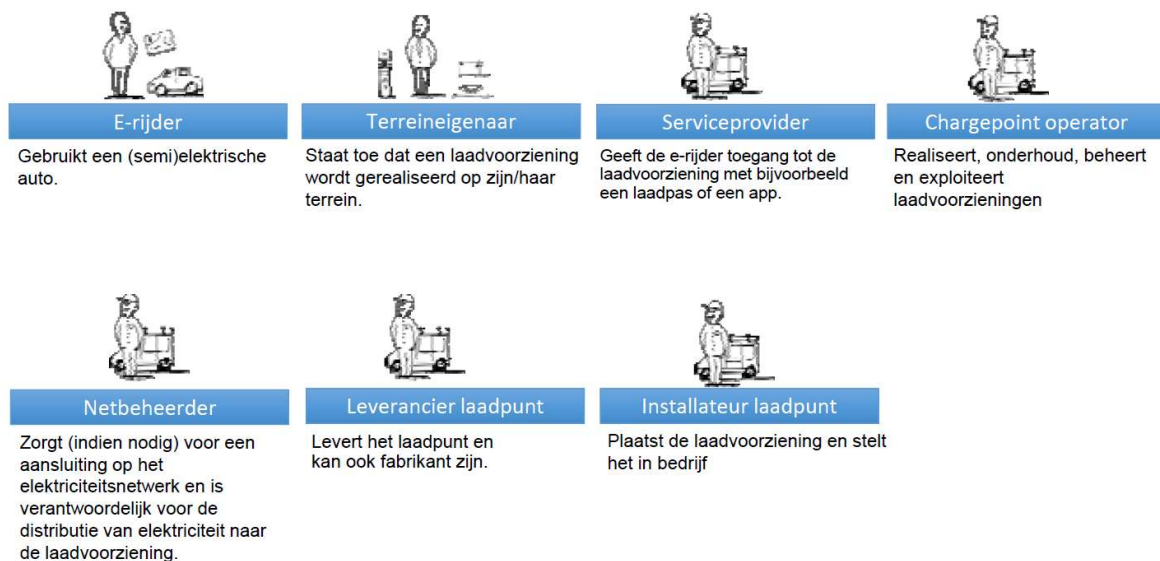 E-rijder
Gebruikt een (semi)elektrische
auto.
Terreineigenaar
Staat toe dat een laadvoorziening
wordt gerealiseerd op zijn/haar
terrein.
Serviceprovider
Geeft de e-rijder toegang tot de
laadvoorziening met bijvoorbeeld
een laadpas of een app.
Chargepoint operator
Realiseert, onderhoud, beheert
en exploiteert
laadvoorzieningen
Netbeheerder
Zorgt (indien nodig) voor een
aansluiting op het
elektriciteitsnetwerk en is
verantwoordelijk voor de
distributie van elektriciteit naar
de laadvoorziening.
Leverancier laadpunt
Levert het laadpunt en
kan ook fabrikant zijn.
Installateur laadpunt
Plaatst de laadvoorziening en stelt
het in bedrijf